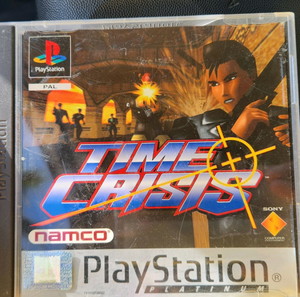 PlayStation
PAL
TIME
CRISIS
namco
SONY
PlayStation®
PLATINUM